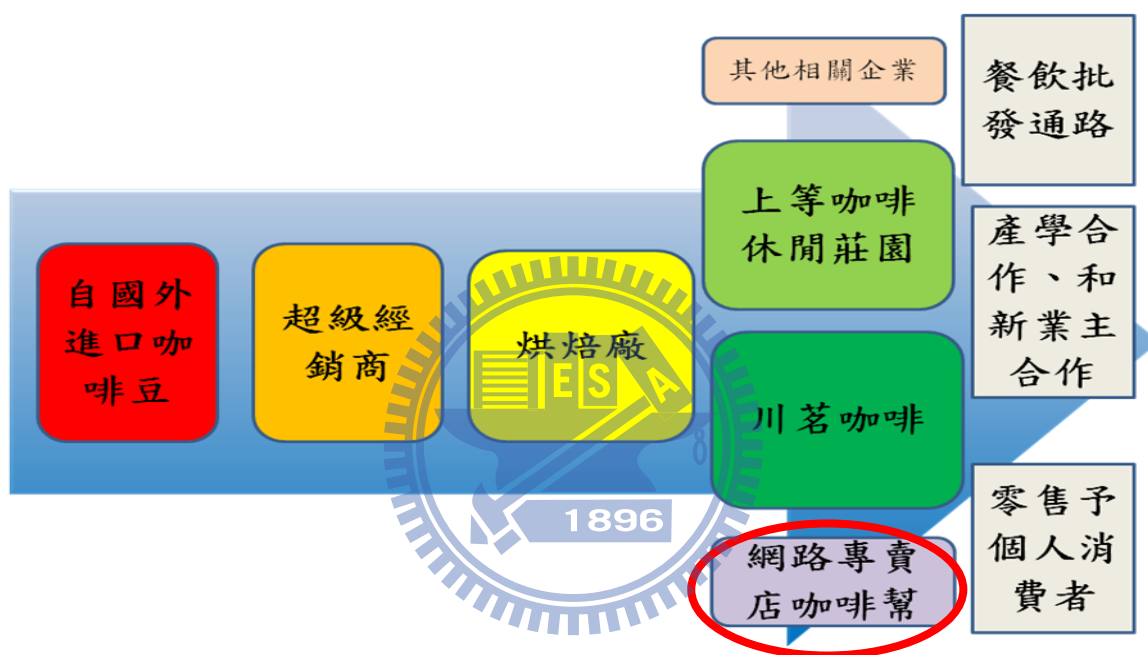 自國外
進口咖
啡豆
超級經
銷商
烘焙廠
其他相關企業
上等咖啡
休閒莊園
川茗咖啡
網路專賣
店咖啡幫
餐飲批
發通路
產學合
作、和
新業主
合作
零售予
個人消
費者
ES
A
1896